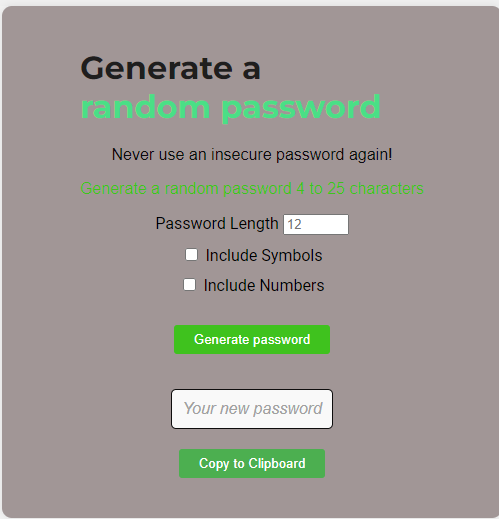 Generate a
random password
Never use an insecure password again!
Generate a random password 4 to 25 characters
Password Length 12
Include Symbols
Include Numbers
Generate password
Your new password
Copy to Clipboard